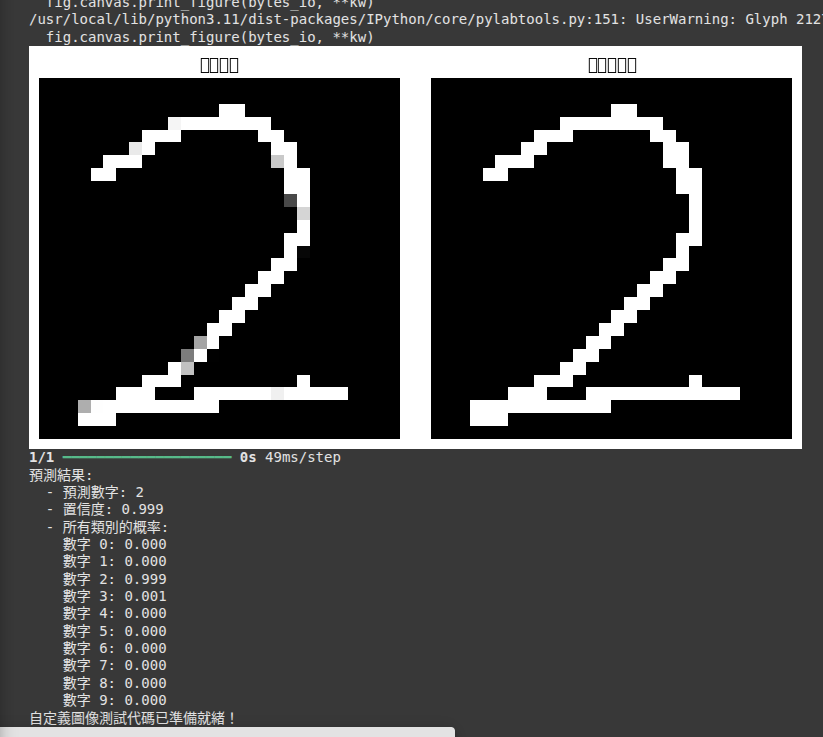 fig.canvas.print_figure(bytes_io, **kw)
/usr/local/lib/python3.11/dist-packages/IPython/core/pylabtools.py:151: UserWarning: Glyph 212
fig.canvas.print_figure(bytes_io, **kw)
□□□□ □□□□□
2 2
1/1 ━━━━━━━━━━━━━━━━━━━━ 0s 49ms/step
預測結果:
- 預測數字: 2
- 置信度: 0.999
- 所有類別的概率:
數字 0: 0.000
數字 1: 0.000
數字 2: 0.999
數字 3: 0.001
數字 4: 0.000
數字 5: 0.000
數字 6: 0.000
數字 7: 0.000
數字 8: 0.000
數字 9: 0.000
自定義圖像測試代碼已準備就緒！